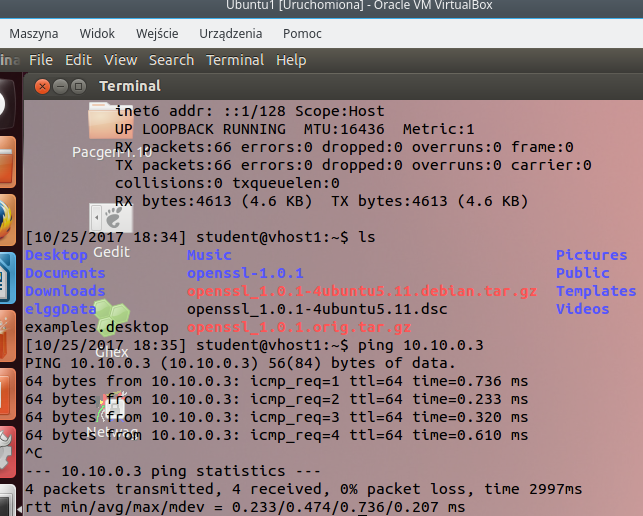 Ubuntu1 [Uruchomiona] - Oracle VM VirtualBox
Maszyna Widok Wejście Urządzenia Pomoc
File Edit View Search Terminal Help
Terminal
inet6 addr: ::1/128 Scope:Host
UP LOOPBACK RUNNING MTU:16436 Metric:1
RX packets:66 errors:0 dropped:0 overruns:0 frame:0
TX packets:66 errors:0 dropped:0 overruns:0 carrier:0
collisions:0 txqueuelen:0
RX bytes:4613 (4.6 KB) TX bytes:4613 (4.6 KB)
[10/25/2017 18:34] student@vhost1:~$ ls
Desktop Music Pictures
Documents openssl-1.0.1 Public
Downloads openssl_1.0.1-4ubuntu5.11.debian.tar.gz Templates
elggData openssl_1.0.1-4ubuntu5.11.dsc Videos
examples.desktop openssl_1.0.1.orig.tar.gz
[10/25/2017 18:35] student@vhost1:~$ ping 10.10.0.3
PING 10.10.0.3 (10.10.0.3) 56(84) bytes of data.
64 bytes from 10.10.0.3: icmp_req=1 ttl=64 time=0.736 ms
64 bytes from 10.10.0.3: icmp_req=2 ttl=64 time=0.233 ms
64 bytes from 10.10.0.3: icmp_req=3 ttl=64 time=0.320 ms
64 bytes from 10.10.0.3: icmp_req=4 ttl=64 time=0.610 ms
^C
--- 10.10.0.3 ping statistics ---
4 packets transmitted, 4 received, 0% packet loss, time 2997ms
rtt min/avg/max/mdev = 0.233/0.474/0.736/0.207 ms
Pacgen-1.10
Gedit
Ghex